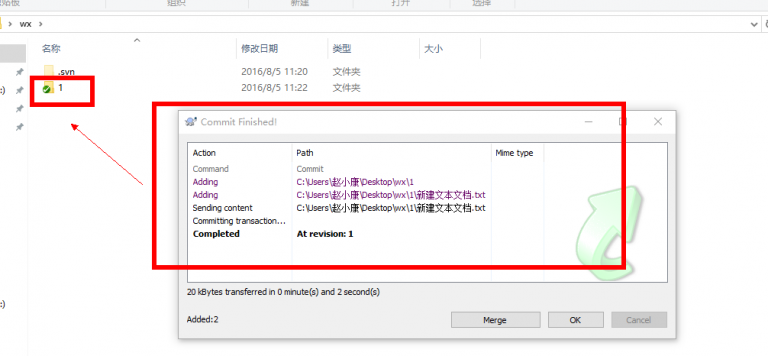 贴板 组织 新建 打开 选择
wx
名称 修改日期 类型 大小
.svn 2016/8/5 11:20 文件夹
1 2016/8/5 11:22 文件夹
:)
:)
Commit Finished!
Action Path Mime type
Command Commit
Adding C:\Users\赵小康\Desktop\wx\1
Adding C:\Users\赵小康\Desktop\wx\1\新建文本文档.txt
Sending content C:\Users\赵小康\Desktop\wx\1\新建文本文档.txt
Committing transaction...
Completed At revision: 1
20 kBytes transferred in 0 minute(s) and 2 second(s)
Added:2 Merge OK Cancel